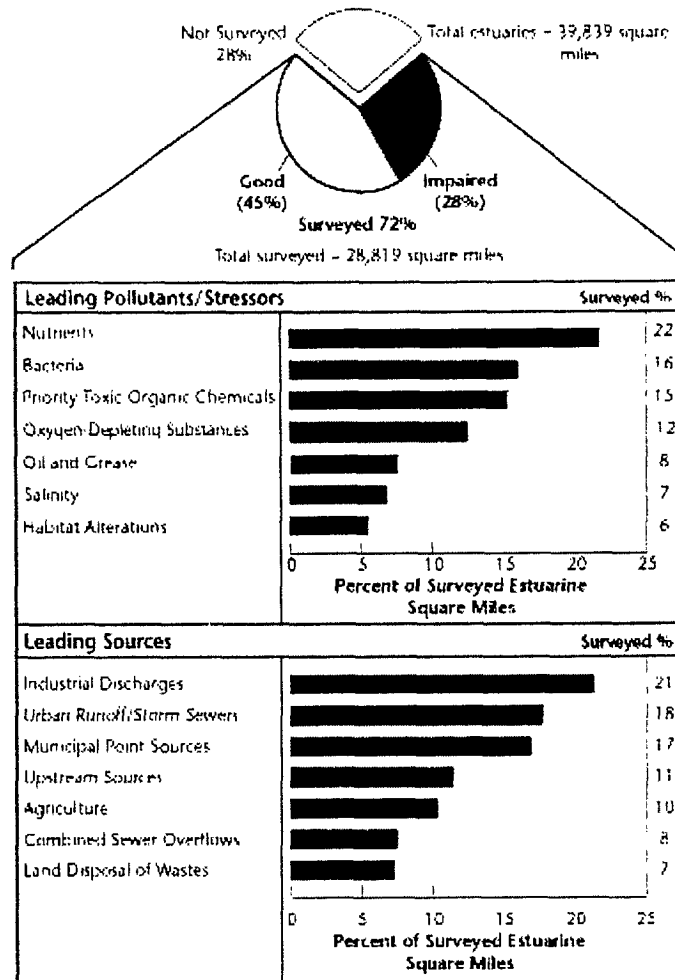 Not Surveyed
28%
Total estuaries – 39,839 square
miles
Good
(45%)
Impaired
(28%)
Surveyed 72%
Total surveyed – 28,819 square miles
Leading Pollutants/Stressors Surveyed %
Nutrients 22
Bacteria 16
Priority Toxic Organic Chemicals 15
Oxygen-Depleting Substances 12
Oil and Grease 8
Salinity 7
Habitat Alterations 6
0 5 10 15 20 25
Percent of Surveyed Estuarine
Square Miles
Leading Sources Surveyed %
Industrial Discharges 21
Urban Runoff/Storm Sewers 18
Municipal Point Sources 17
Upstream Sources 11
Agriculture 10
Combined Sewer Overflows 8
Land Disposal of Wastes 7
0 5 10 15 20 25
Percent of Surveyed Estuarine
Square Miles